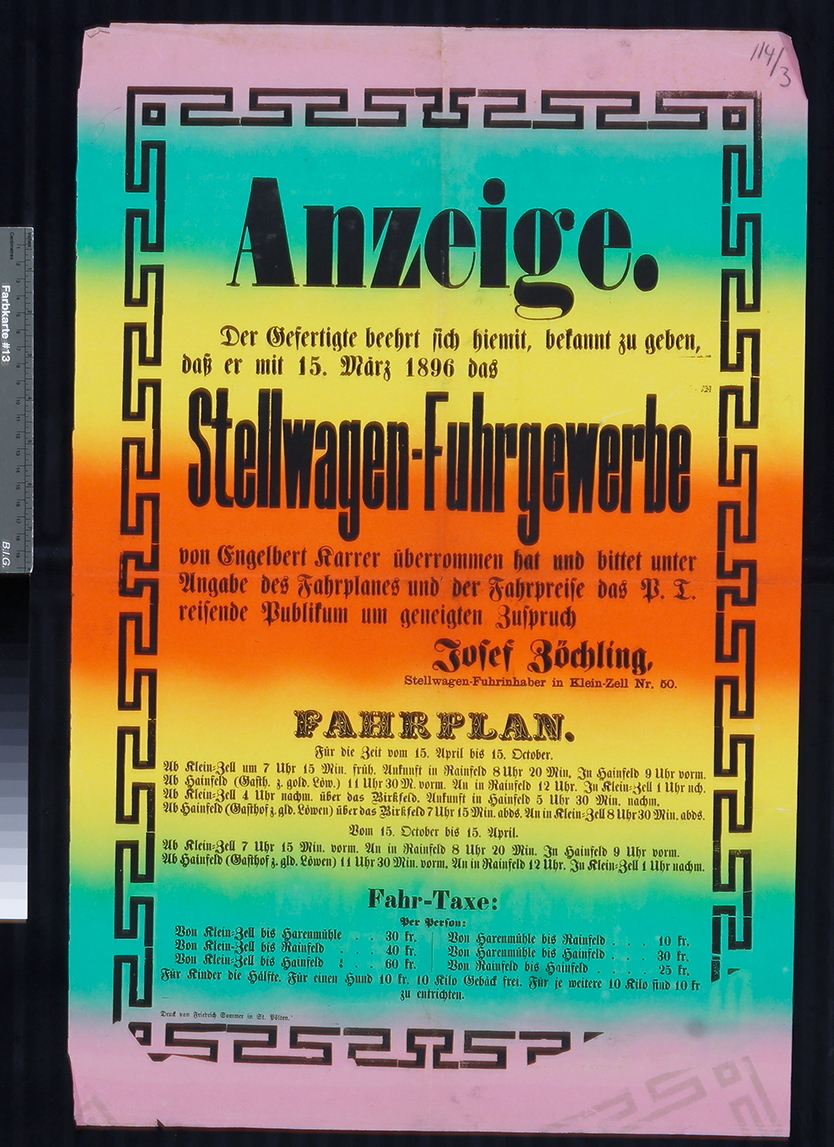 114/3
Anzeige.
Der Gefertigte beehrt sich hiemit, bekannt zu geben,
daß er mit 15. März 1896 das
Stellwagen-Fuhrgewerbe
von Engelbert Karrer überrommen hat und bittet unter
Angabe des Fahrplanes und der Fahrpreise das P. T.
reisende Publikum um geneigten Zuspruch
Josef Zöchling,
Stellwagen-Fuhrinhaber in Klein-Zell Nr. 50.
FAHRPLAN.
Für die Zeit vom 15. April bis 15. October.
Ab Klein-Zell um 7 Uhr 15 Min. früh. Ankunft in Rainfeld 8 Uhr 20 Min. In Hainfeld 9 Uhr vorm.
Ab Hainfeld (Gasth. z. gold. Löw.) 11 Uhr 30 M. vorm. An in Rainfeld 12 Uhr. In Klein-Zell 1 Uhr nch.
Ab Klein-Zell 4 Uhr nachm. über das Birkfeld. Ankunft in Hainfeld 5 Uhr 30 Min. nachm.
Ab Hainfeld (Gasthof z. gld. Löwen) über das Birkfeld 7 Uhr 15 Min. abds. An in Klein-Zell 8 Uhr 30 Min. abds.
Vom 15. October bis 15. April.
Ab Klein-Zell 7 Uhr 15 Min. vorm. An in Rainfeld 8 Uhr 20 Min. In Hainfeld 9 Uhr vorm.
Ab Hainfeld (Gasthof z. gld. Löwen) 11 Uhr 30 Min. vorm. An in Rainfeld 12 Uhr. In Klein-Zell 1 Uhr nachm.
Fahr-Taxe:
Per Person:
Von Klein-Zell bis Harenmühle . . 30 kr.
Von Klein-Zell bis Rainfeld . . 40 kr.
Von Klein-Zell bis Hainfeld : . 60 kr.
Von Harenmühle bis Rainfeld . . . 10 kr.
Von Harenmühle bis Hainfeld . . . 30 kr.
Von Rainfeld bis Hainfeld . . . . 25 kr.
Für Kinder die Hälfte. Für einen Hund 10 kr. 10 Kilo Gebäck frei. Für je weitere 10 Kilo sind 10 kr
zu entrichten.
Druck von Friedrich Sommer in St. Pölten.
Farbkarte #13
B.I.G.